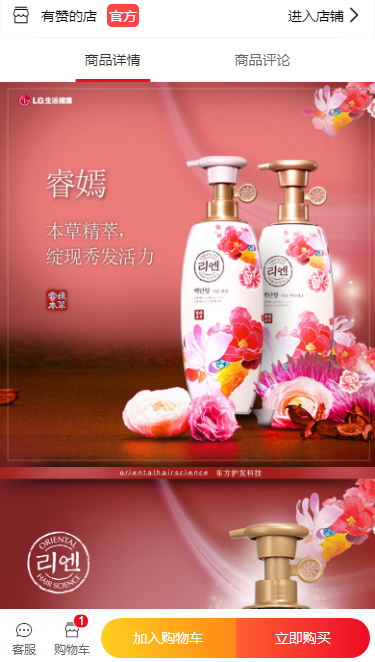 有赞的店 官方
进入店铺
商品详情
商品评论
LG生活健康
睿嫣
本草精萃,
绽现秀发活力
리엔
리엔
orientalhairscience 东方护发科技
ORIENTAL
리엔
HAIR SCIENCE
客服
1
购物车
加入购物车
立即购买